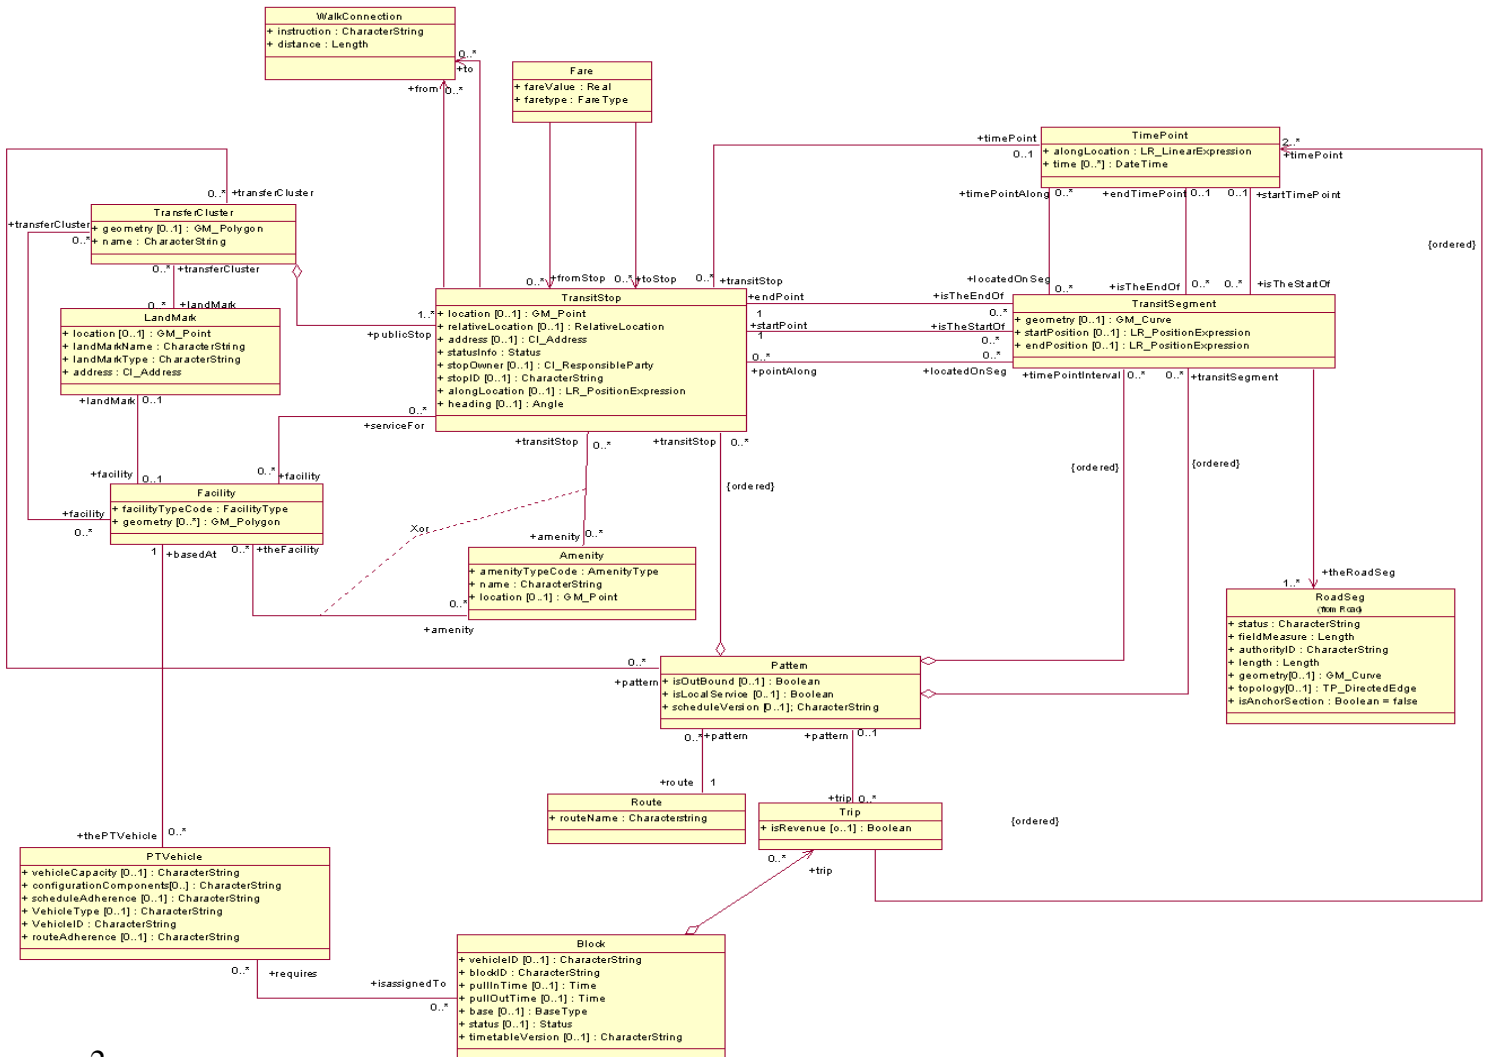 WalkConnection
+ instruction : CharacterString
+ distance : Length
0..*
+to
+from
0..*
Fare
+ fareValue : Real
+ faretype : FareType
+timePoint
0..1
TimePoint
+ alongLocation : LR_LinearExpression
+ time [0..*] : DateTime
2..*
+timePoint
0..*
+transferCluster
+timePointAlong
0..*
+endTimePoint
0..1
0..1
+startTimePoint
TransferCluster
+ geometry [0..1] : GM_Polygon
+ name : CharacterString
+transferCluster
0..*
{ordered}
0..*
+transferCluster
0..*
+fromStop
0..*
+toStop
0..*
+transitStop
+locatedOnSeg
0..*
+isTheEndOf
0..*
0..*
+isTheStartOf
+landMark
0..*
LandMark
+ location [0..1] : GM_Point
+ landMarkName : CharacterString
+ landMarkType : CharacterString
+ address : CI_Address
1..*
+publicStop
TransitStop
+ location [0..1] : GM_Point
+ relativeLocation [0..1] : RelativeLocation
+ address [0..1] : CI_Address
+ statusInfo : Status
+ stopOwner [0..1] : CI_ResponsibleParty
+ stopID [0..1] : CharacterString
+ alongLocation [0..1] : LR_PositionExpression
+ heading [0..1] : Angle
+endPoint
1
+isTheEndOf
0..*
+startPoint
1
+isTheStartOf
0..*
0..*
+pointAlong
0..*
+locatedOnSeg
TransitSegment
+ geometry [0..1] : GM_Curve
+ startPosition [0..1] : LR_PositionExpression
+ endPosition [0..1] : LR_PositionExpression
+timePointInterval
0..*
0..*
+transitSegment
+landMark
0..1
0..*
+serviceFor
+transitStop
0..*
+transitStop
0..*
{ordered}
{ordered}
{ordered}
+facility
0..1
0..*
+facility
Facility
+ facilityTypeCode : FacilityType
+ geometry [0..*] : GM_Polygon
+facility
0..*
1
+basedAt
0..*
+theFacility
Xor
+amenity
0..*
Amenity
+ amenityTypeCode : AmenityType
+ name : CharacterString
+ location [0..1] : GM_Point
0..*
+amenity
+theRoadSeg
1..*
RoadSeg
(from Road)
+ status : CharacterString
+ fieldMeasure : Length
+ authorityID : CharacterString
+ length : Length
+ geometry[0..1] : GM_Curve
+ topology[0..1] : TP_DirectedEdge
+ isAnchorSection : Boolean = false
0..*
+pattern
Pattern
+ isOutBound [0..1] : Boolean
+ isLocalService [0..1] : Boolean
+ scheduleVersion [0..1]; CharacterString
0..*
+pattern
+pattern
0..1
+route
1
Route
+ routeName : Characterstring
+trip
0..*
Trip
+ isRevenue [o..1] : Boolean
{ordered}
+thePTVehicle
0..*
0..*
+trip
PTVehicle
+ vehicleCapacity [0..1] : CharacterString
+ configurationComponents[0..] : CharacterString
+ scheduleAdherence [0..1] : CharacterString
+ VehicleType [0..1] : CharacterString
+ VehicleID : CharacterString
+ routeAdherence [0..1] : CharacterString
0..*
+requires
+isassignedTo
0..*
Block
+ vehicleID [0..1] : CharacterString
+ blockID : CharacterString
+ pullInTime [0..1] : Time
+ pullOutTime [0..1] : Time
+ base [0..1] : BaseType
+ status [0..1] : Status
+ timetableVersion [0..1] : CharacterString